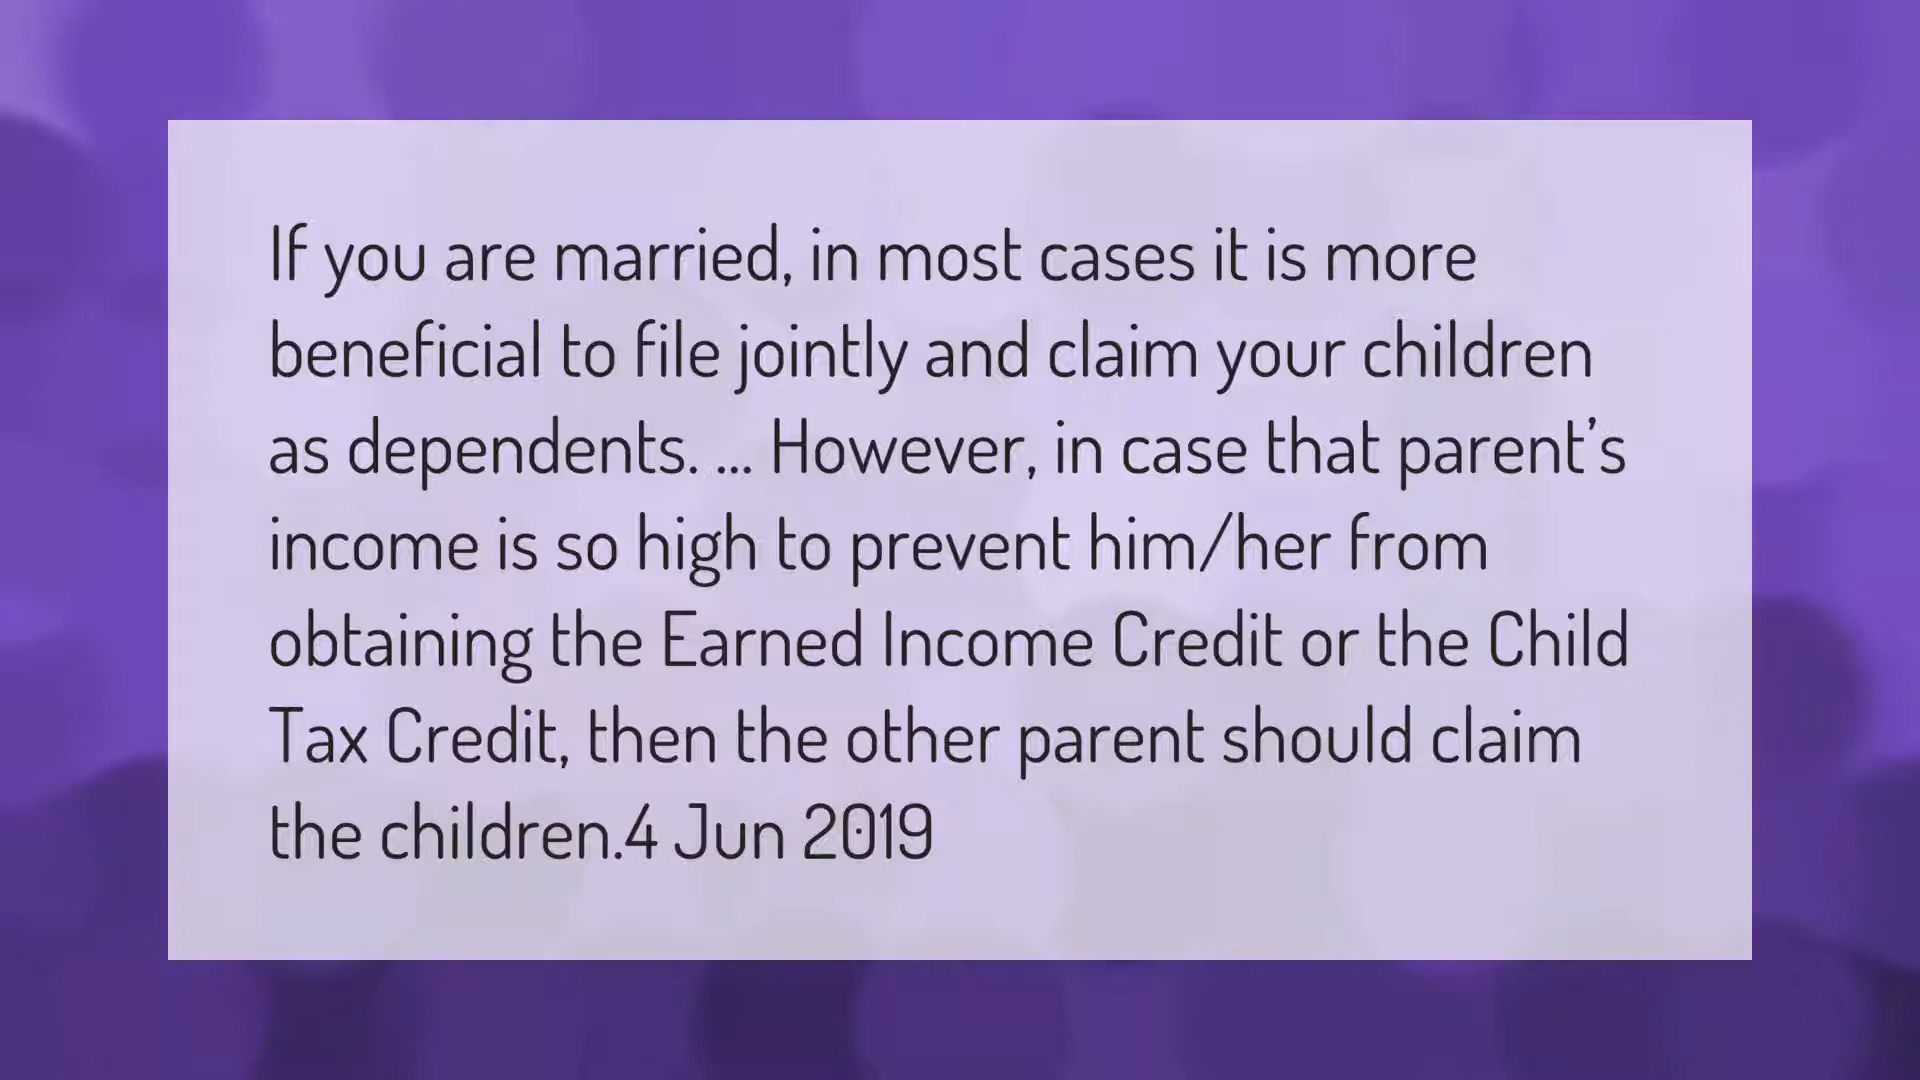 If you are married, in most cases it is more
beneficial to file jointly and claim your children
as dependents. ... However, in case that parent's
income is so high to prevent him/her from
obtaining the Earned Income Credit or the Child
Tax Credit, then the other parent should claim
the children.4 Jun 2019